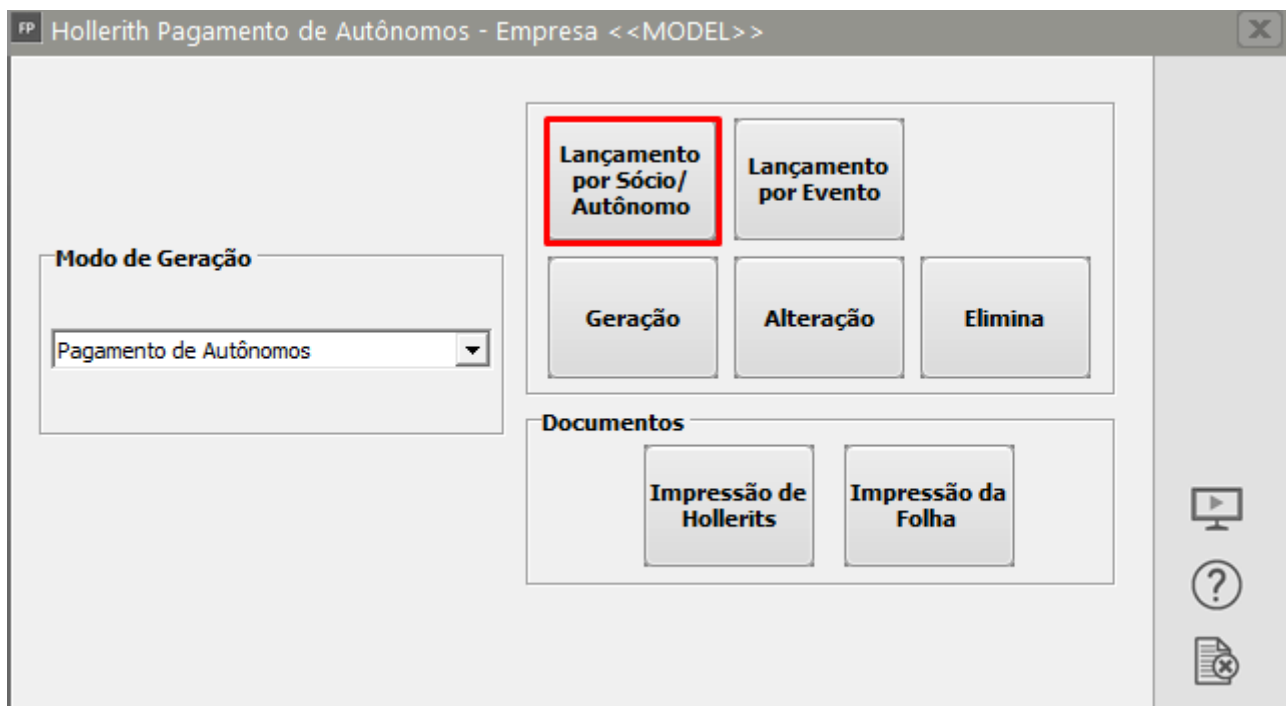 FP Hollerith Pagamento de Autônomos - Empresa <<MODEL>>
Lançamento
por Sócio/
Autônomo
Lançamento
por Evento
Modo de Geração
Pagamento de Autônomos
Geração
Alteração
Elimina
Documentos
Impressão de
Hollerits
Impressão da
Folha
?